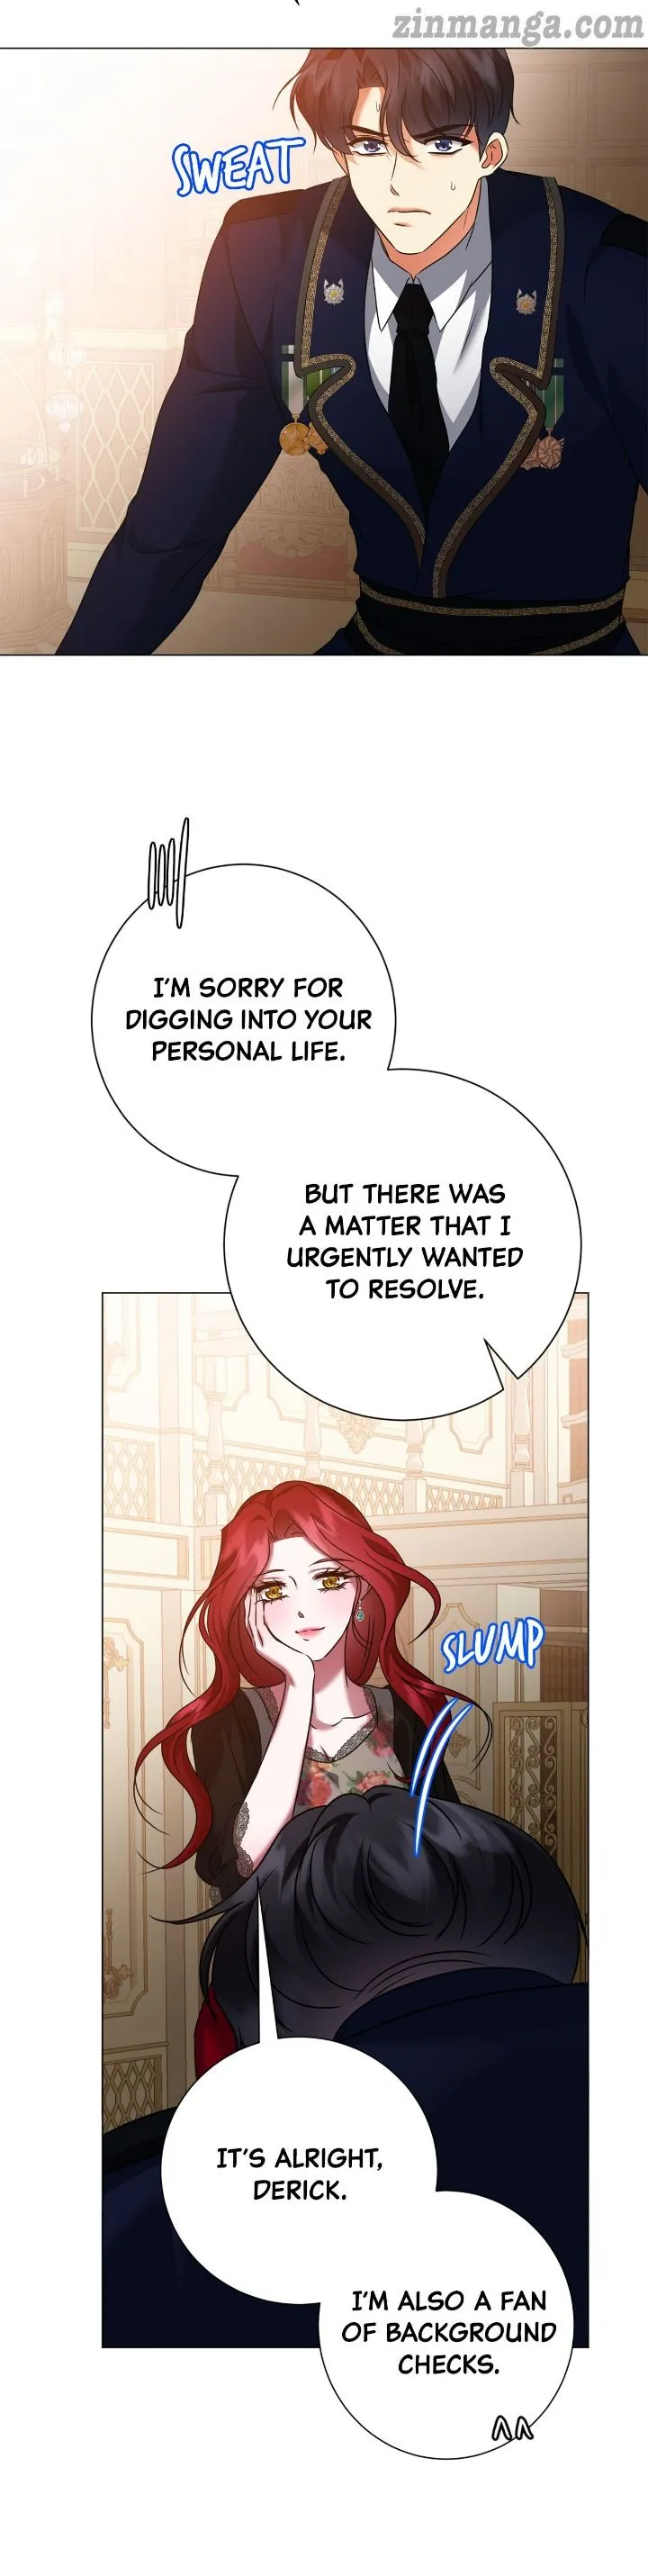 zinmanga.com
SWEAT
I'M SORRY FOR
DIGGING INTO YOUR
PERSONAL LIFE.
BUT THERE WAS
A MATTER THAT I
URGENTLY WANTED
TO RESOLVE.
SLUMP
IT'S ALRIGHT,
DERICK.
I'M ALSO A FAN
OF BACKGROUND
CHECKS.
^^